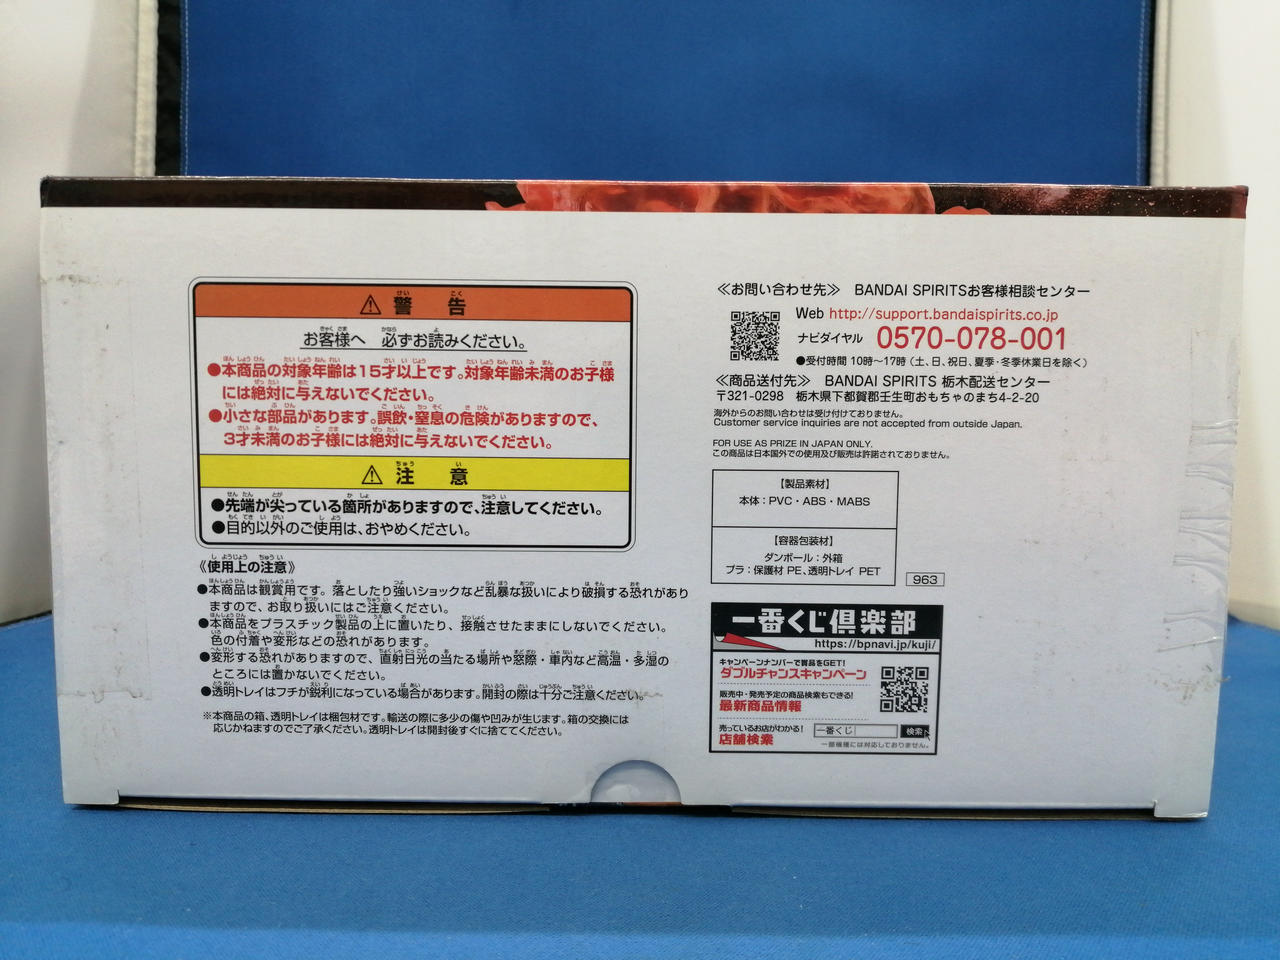 ⚠ 警告
お客様へ 必ずお読みください。
●本商品の対象年齢は15才以上です。対象年齢未満のお子様
には絶対に与えないでください。
●小さな部品があります。誤飲・窒息の危険がありますので、
3才未満のお子様には絶対に与えないでください。
⚠ 注意
●先端が尖っている箇所がありますので、注意してください。
●目的以外のご使用は、おやめください。
《使用上の注意》
●本商品は観賞用です。落としたり強いショックなど乱暴な扱いにより破損する恐れがあり
ますので、お取り扱いにはご注意ください。
●本商品をプラスチック製品の上に置いたり、接触させたままにしないでください。
色の付着や変形などの恐れがあります。
●変形する恐れがありますので、直射日光の当たる場所や窓際・車内など高温・多湿の
ところには置かないでください。
●透明トレイはフチが鋭利になっている場合があります。開封の際は十分ご注意ください。
※本商品の箱、透明トレイは梱包材です。輸送の際に多少の傷や凹みが生じます。箱の交換には
応じかねますのでご了承ください。透明トレイは開封後すぐに捨ててください。
≪お問い合わせ先≫ BANDAI SPIRITSお客様相談センター
Web http://support.bandaispirits.co.jp
ナビダイヤル 0570-078-001
●受付時間 10時〜17時（土、日、祝日、夏季・冬季休業日を除く）
≪商品送付先≫ BANDAI SPIRITS 栃木配送センター
〒321-0298 栃木県下都賀郡壬生町おもちゃのまち4-2-20
海外からのお問い合わせは受け付けておりません。
Customer service inquiries are not accepted from outside Japan.
FOR USE AS PRIZE IN JAPAN ONLY.
この商品は日本国外での使用及び販売は許諾されておりません。
【製品素材】
本体：PVC・ABS・MABS
【容器包装材】
ダンボール：外箱
プラ：保護材 PE、透明トレイ PET
963
一番くじ倶楽部
https://bpnavi.jp/kuji/
キャンペーンナンバーで賞品をGET!
ダブルチャンスキャンペーン
販売中・発売予定の商品検索もできる!
最新商品情報
売っているお店がわかる!
店舗検索
一番くじ 検索
一部機種には対応しておりません。